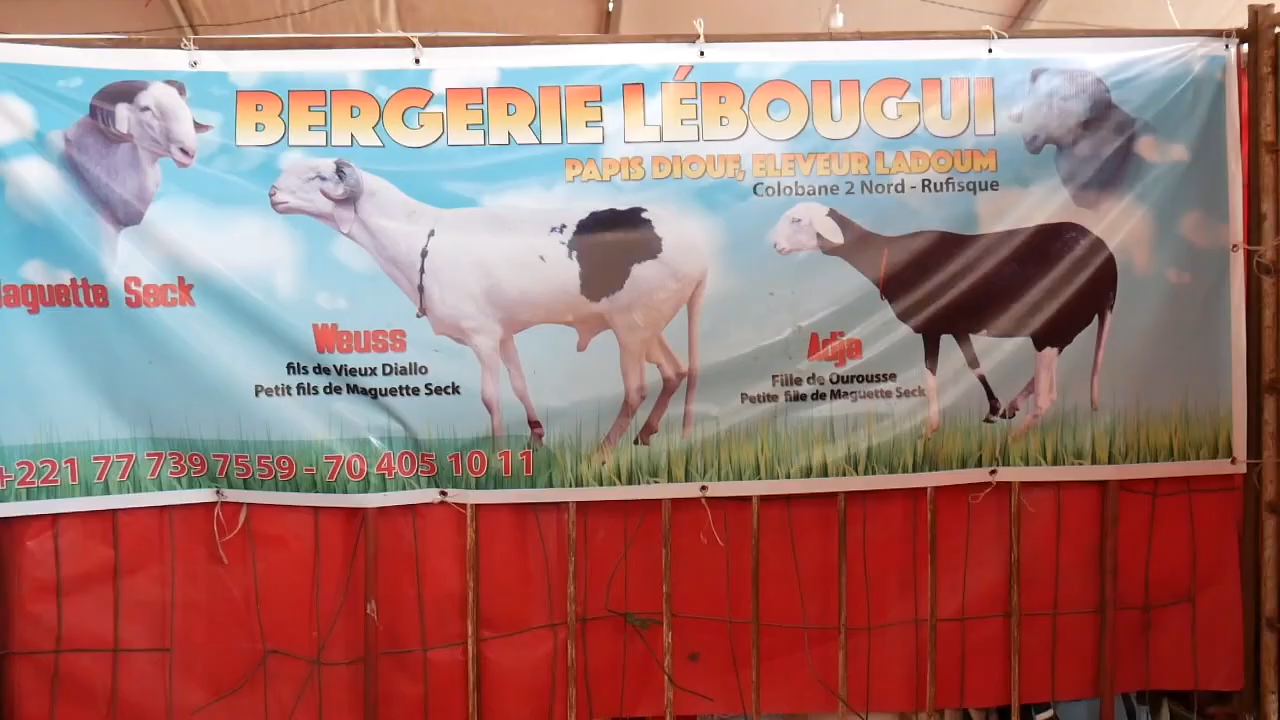 BERGERIE LÉBOUGUI
PAPIS DIOUF, ELEVEUR LADOUM
Colobane 2 Nord - Rufisque
Maguette Seck
Weuss
fils de Vieux Diallo
Petit fils de Maguette Seck
Adja
Fille de Ourousse
Petite fille de Maguette Seck
+221 77 739 75 59 - 70 405 10 11